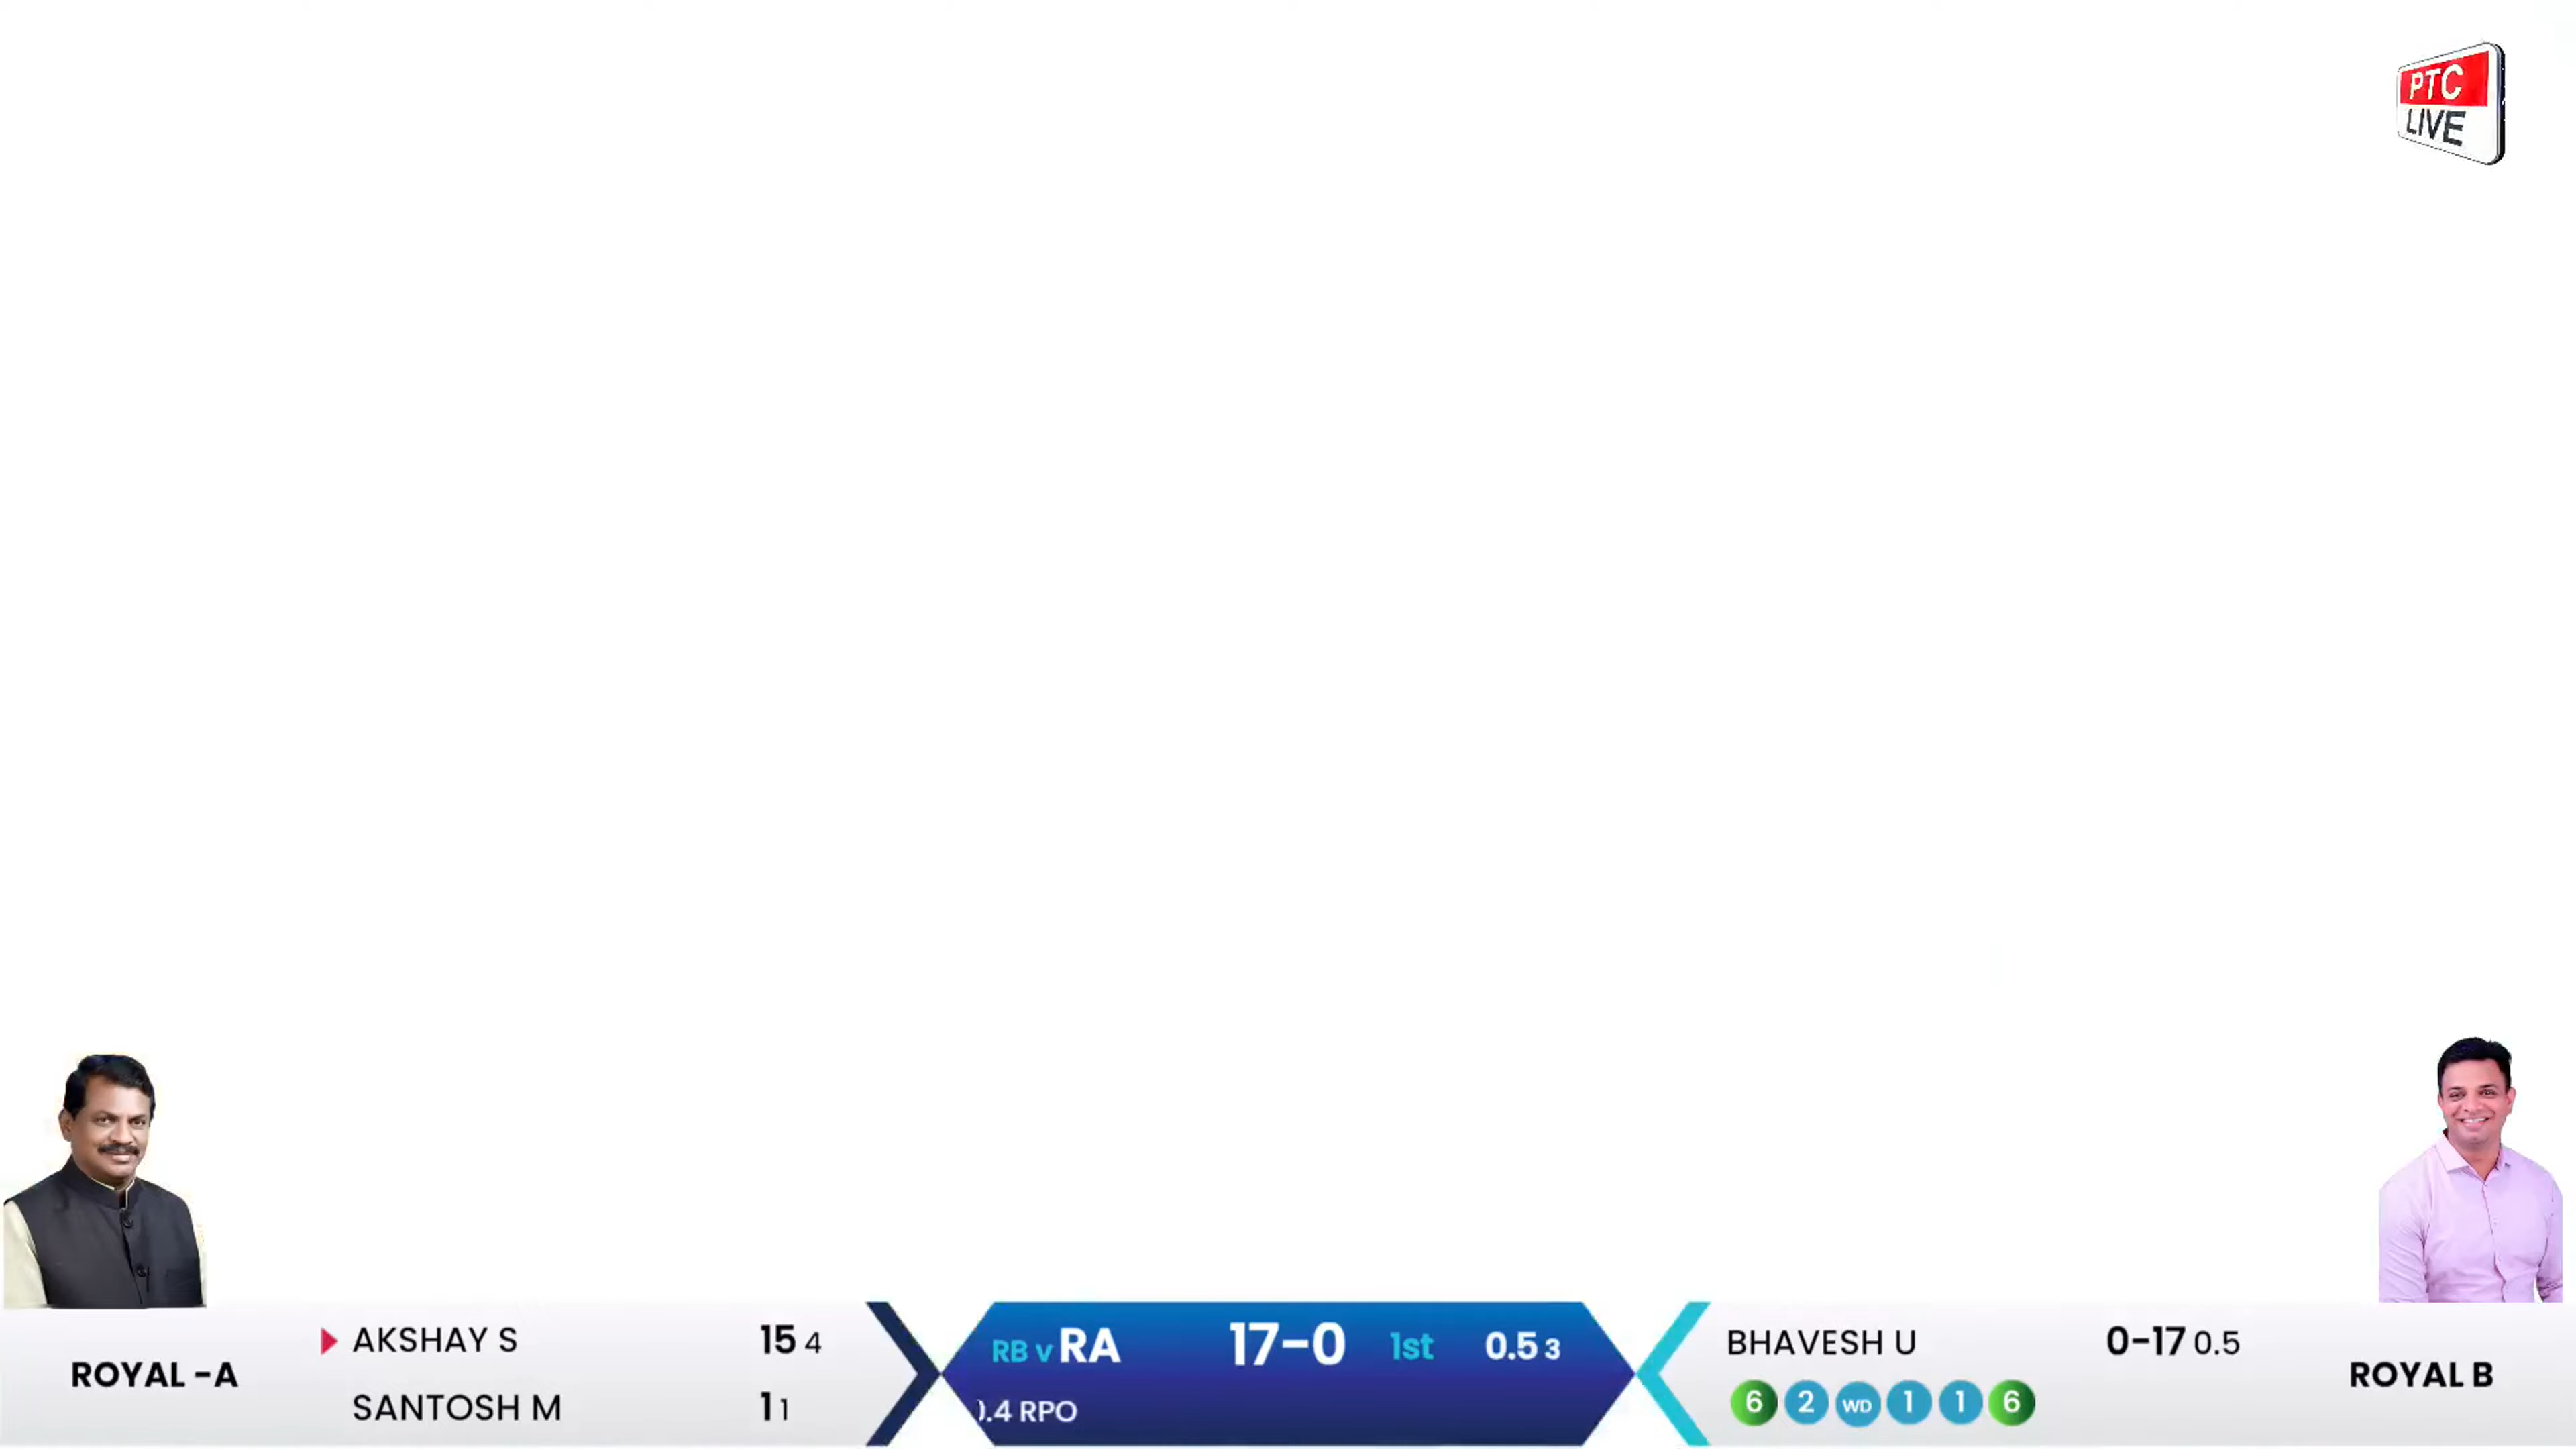 PTC
LIVE
ROYAL -A
AKSHAY S 15 4
SANTOSH M 1 1
RB v RA 17-0 1st 0.5 3
.4 RPO
BHAVESH U 0-17 0.5
6 2 WD 1 1 6
ROYAL B